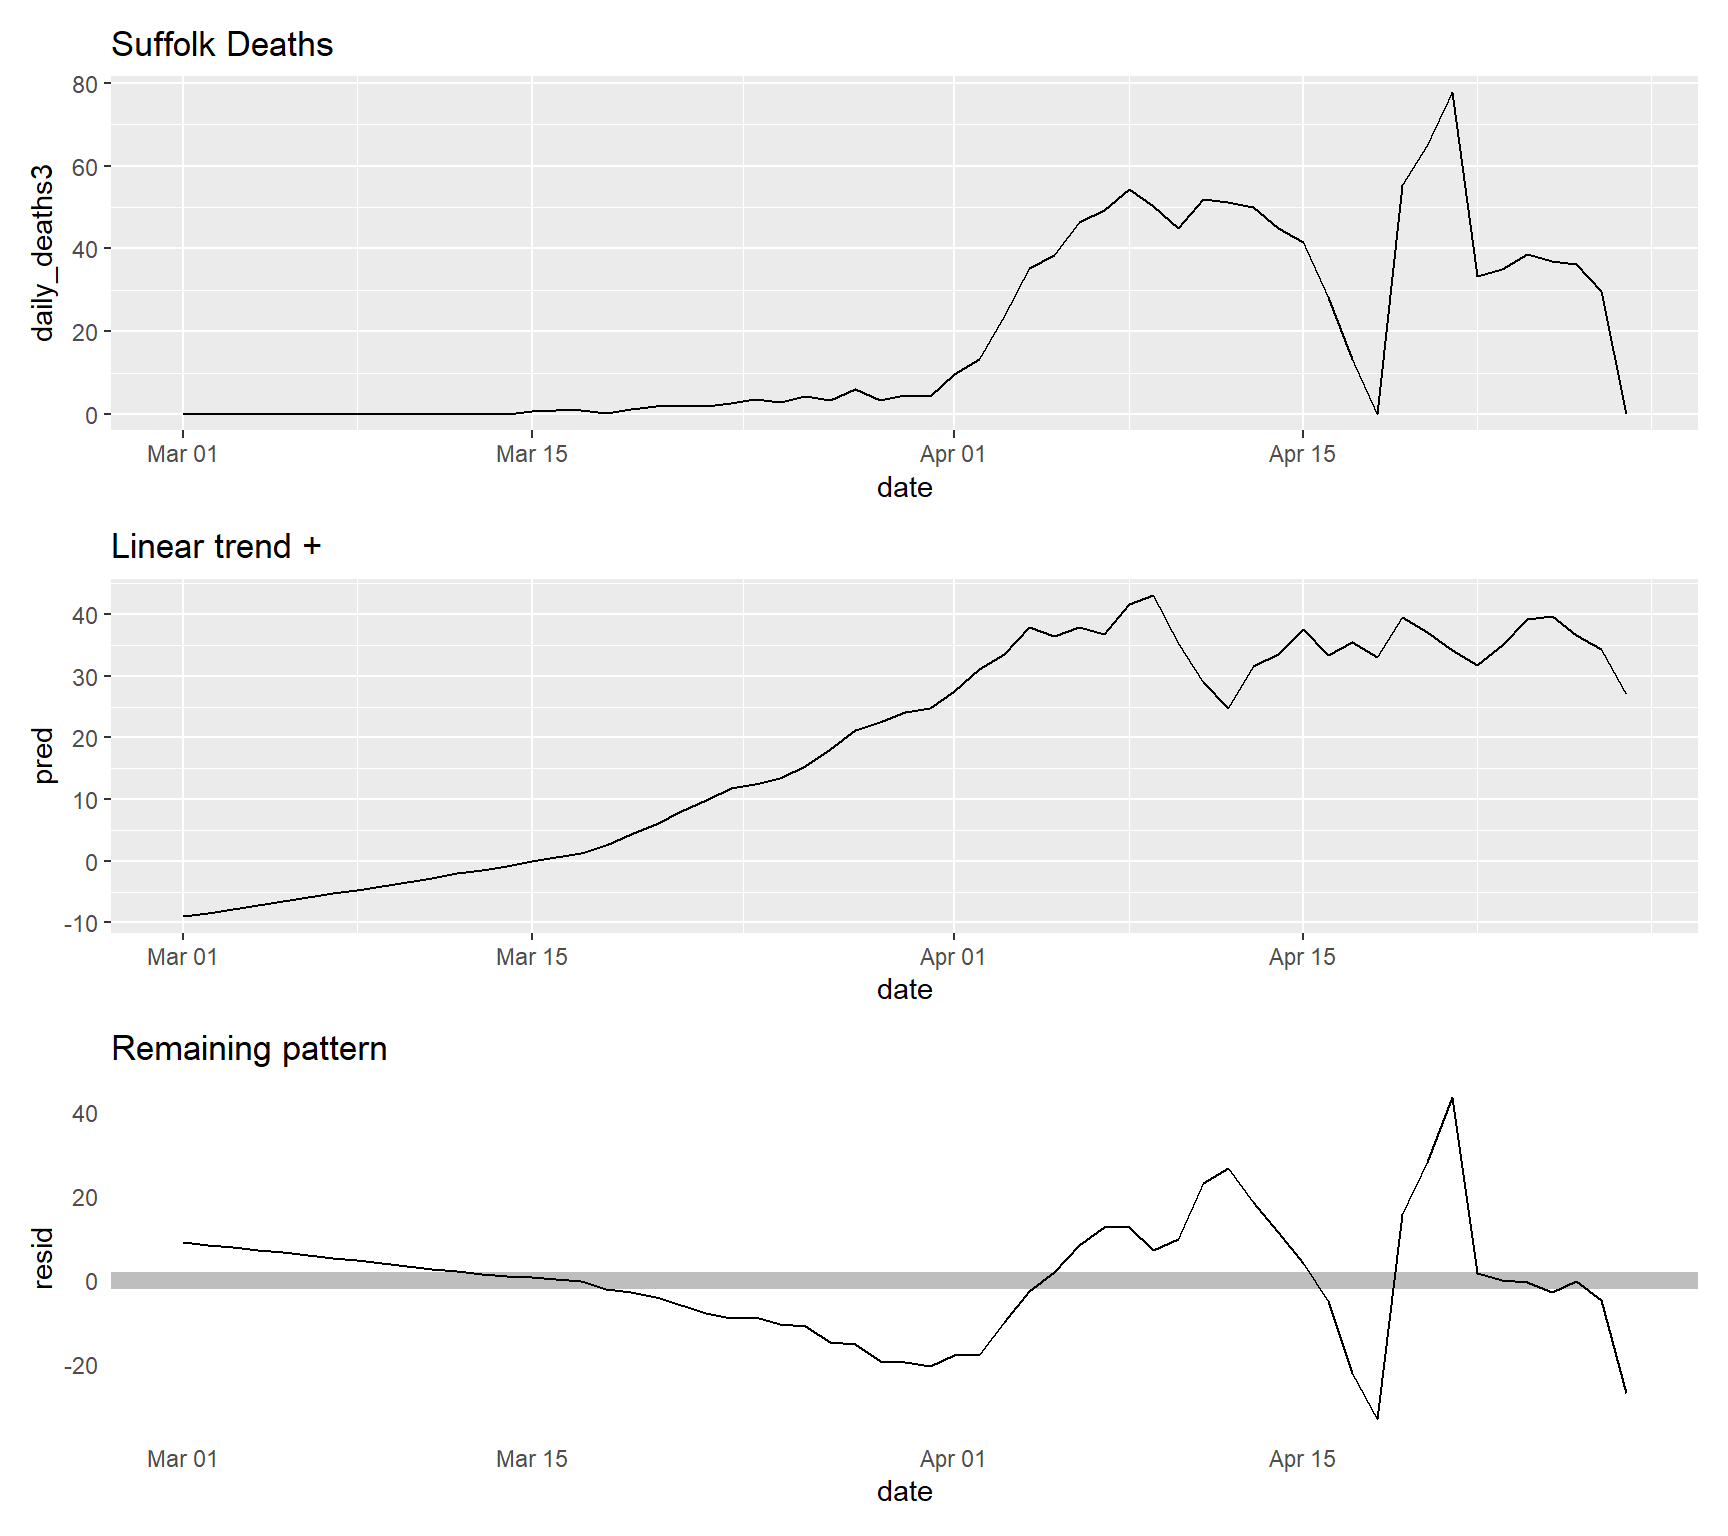 Suffolk Deaths
daily_deaths3
80
60
40
20
0
Mar 01 Mar 15 Apr 01 Apr 15
date
Linear trend +
pred
40
30
20
10
0
-10
Mar 01 Mar 15 Apr 01 Apr 15
date
Remaining pattern
resid
40
20
0
-20
Mar 01 Mar 15 Apr 01 Apr 15
date